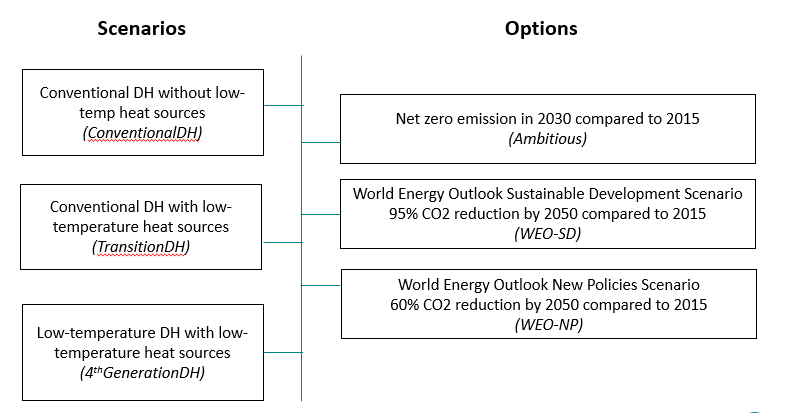 Scenarios
Options
Conventional DH without low-
temp heat sources
(ConventionalDH)
Net zero emission in 2030 compared to 2015
(Ambitious)
Conventional DH with low-
temperature heat sources
(TransitionDH)
World Energy Outlook Sustainable Development Scenario
95% CO2 reduction by 2050 compared to 2015
(WEO-SD)
World Energy Outlook New Policies Scenario
60% CO2 reduction by 2050 compared to 2015
(WEO-NP)
Low-temperature DH with low-
temperature heat sources
(4thGenerationDH)